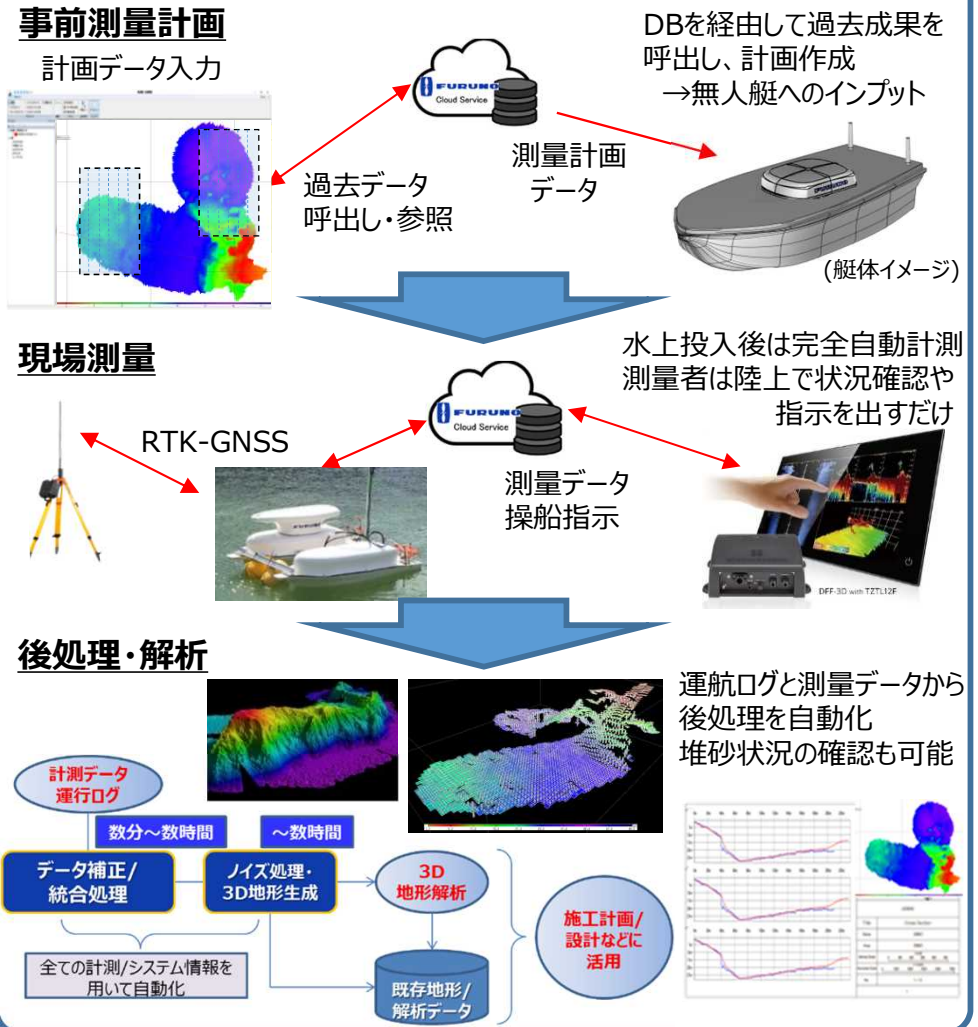 事前測量計画
計画データ入力
FURUNO
Cloud Service
DBを経由して過去成果を
呼出し、計画作成
→無人艇へのインプット
過去データ
呼出し・参照
測量計画
データ
FURUNO
(艇体イメージ)
現場測量
RTK-GNSS
FURUNO
FURUNO
Cloud Service
測量データ
操船指示
水上投入後は完全自動計測
測量者は陸上で状況確認や
指示を出すだけ
DFF-3D with TZTL12F
後処理・解析
運航ログと測量データから
後処理を自動化
堆砂状況の確認も可能
計測データ
運行ログ
数分～数時間
～数時間
データ補正/
統合処理
ノイズ処理・
3D地形生成
3D
地形解析
全ての計測/システム情報を
用いて自動化
既存地形/
解析データ
施工計画/
設計などに
活用